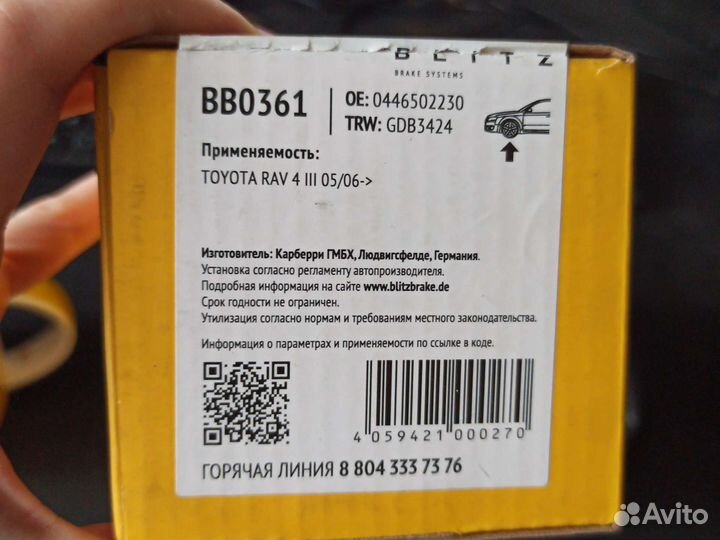 BLITZ
BRAKE SYSTEMS
BB0361
OE: 0446502230
TRW: GDB3424
Применяемость:
TOYOTA RAV 4 III 05/06->
Изготовитель: Карберри ГМБХ, Людвигсфелде, Германия.
Установка согласно регламенту автопроизводителя.
Подробная информация на сайте www.blitzbrake.de
Срок годности не ограничен.
Утилизация согласно нормам и требованиям местного законодательства.
Информация о параметрах и применяемости по ссылке в коде.
4 059421 000270
ГОРЯЧАЯ ЛИНИЯ 8 804 333 73 76
Avito